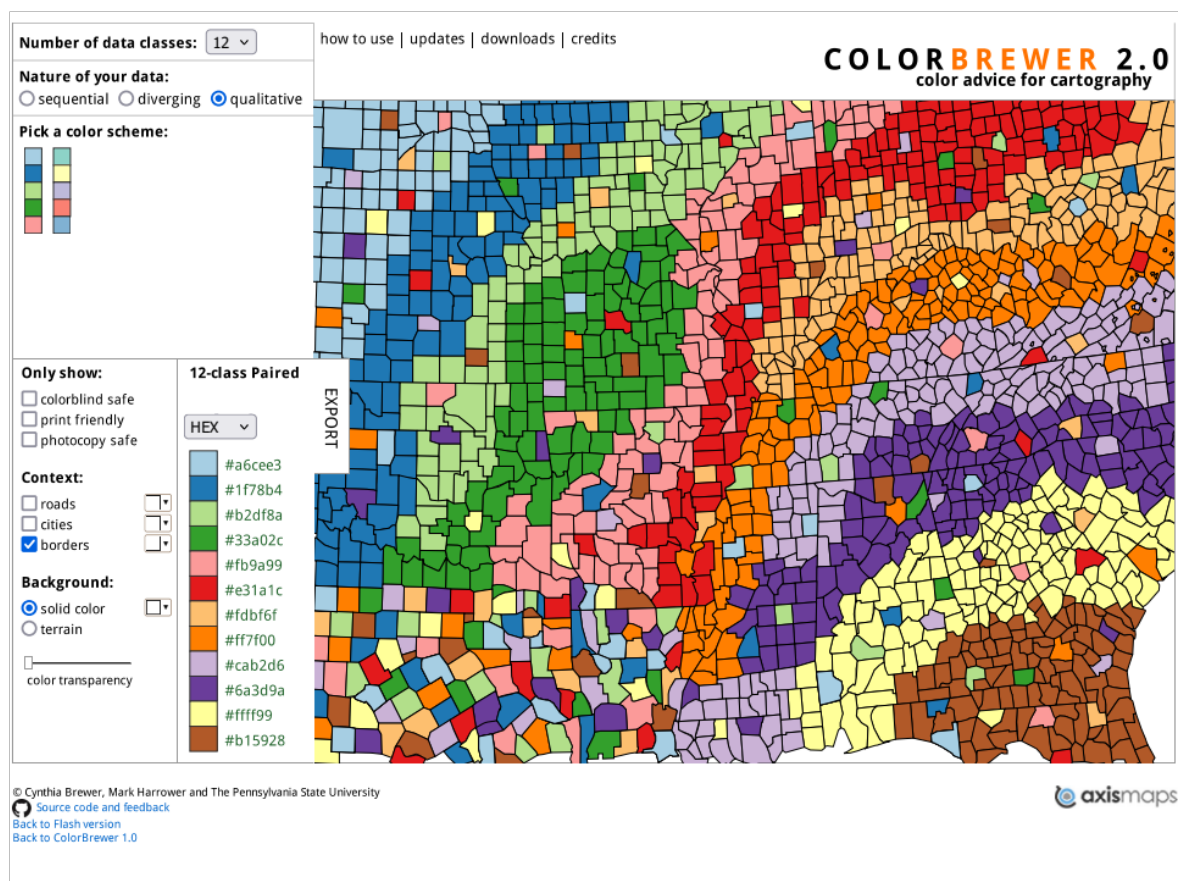 Number of data classes: 12
how to use | updates | downloads | credits
COLORBREWER 2.0
color advice for cartography
Nature of your data:
sequential diverging qualitative
Pick a color scheme:
Only show:
colorblind safe
print friendly
photocopy safe
Context:
roads
cities
borders
Background:
solid color
terrain
color transparency
12-class Paired
EXPORT
HEX
#a6cee3
#1f78b4
#b2df8a
#33a02c
#fb9a99
#e31a1c
#fdbf6f
#ff7f00
#cab2d6
#6a3d9a
#ffff99
#b15928
© Cynthia Brewer, Mark Harrower and The Pennsylvania State University
Source code and feedback
Back to Flash version
Back to ColorBrewer 1.0
axismaps